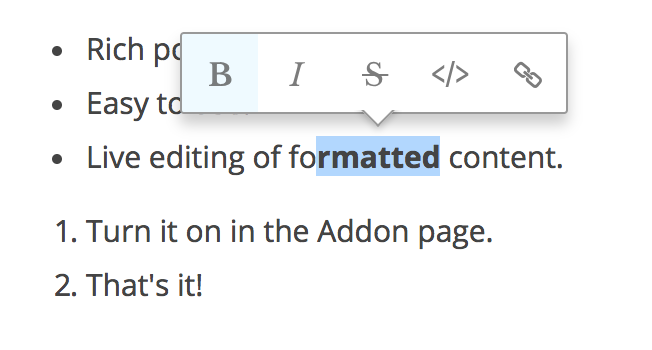 • Rich
B I S </>
• Easy to
• Live editing of formatted content.
1. Turn it on in the Addon page.
2. That's it!